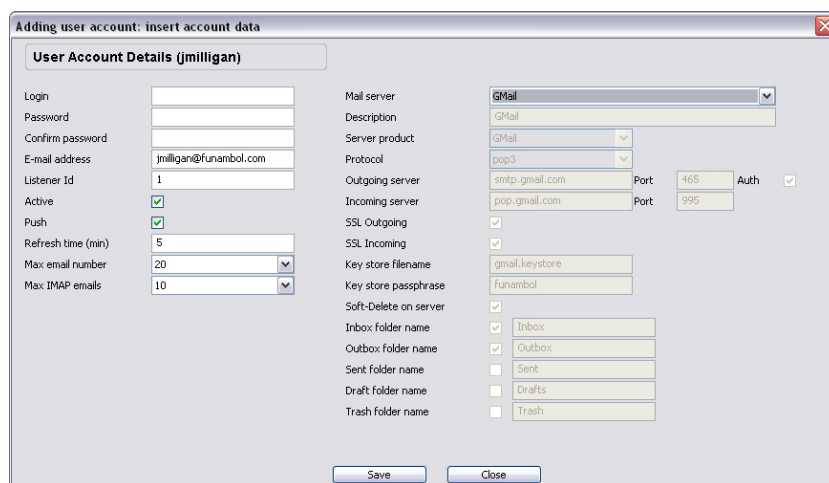 Adding user account: insert account data
User Account Details (jmilligan)
Login
Password
Confirm password
E-mail address jmilligan@funambol.com
Listener Id 1
Active
Push
Refresh time (min) 5
Max email number 20
Max IMAP emails 10
Mail server GMail
Description GMail
Server product GMail
Protocol pop3
Outgoing server smtp.gmail.com Port 465 Auth
Incoming server pop.gmail.com Port 995
SSL Outgoing
SSL Incoming
Key store filename gmail.keystore
Key store passphrase funambol
Soft-Delete on server
Inbox folder name Inbox
Outbox folder name Outbox
Sent folder name Sent
Draft folder name Drafts
Trash folder name Trash
Save Close